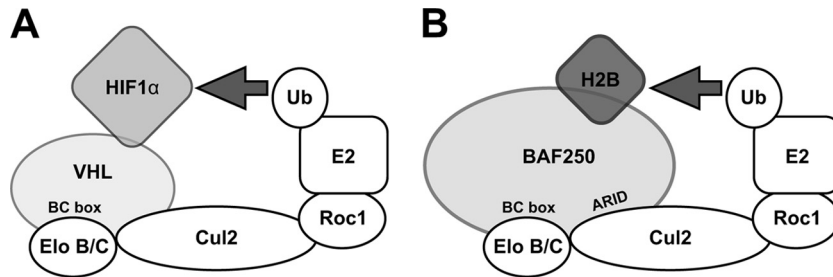 A
HIF1α
Ub
VHL
E2
BC box
Roc1
Elo B/C
Cul2
B
H2B
Ub
BAF250
E2
BC box
ARID
Roc1
Elo B/C
Cul2